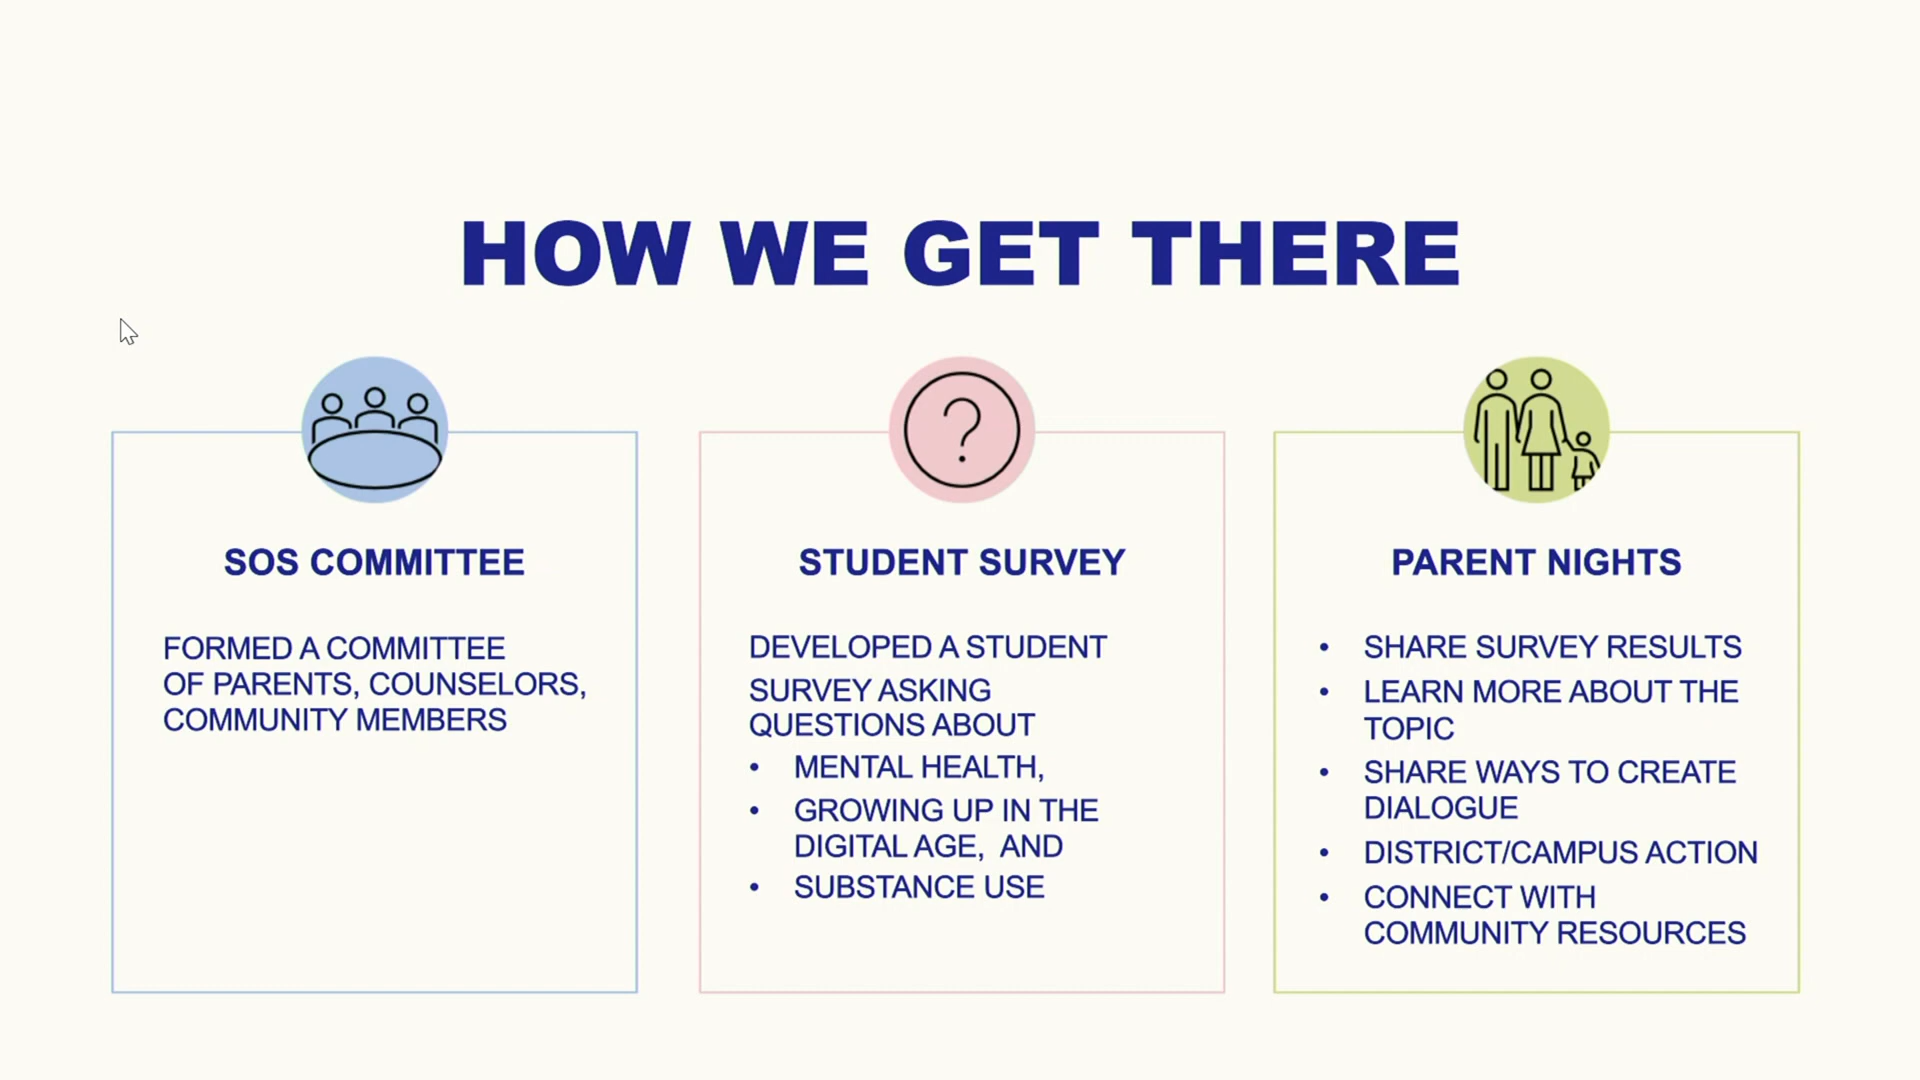 HOW WE GET THERE
SOS COMMITTEE
FORMED A COMMITTEE
OF PARENTS, COUNSELORS,
COMMUNITY MEMBERS
?
STUDENT SURVEY
DEVELOPED A STUDENT
SURVEY ASKING
QUESTIONS ABOUT
• MENTAL HEALTH,
• GROWING UP IN THE
DIGITAL AGE,  AND
• SUBSTANCE USE
PARENT NIGHTS
• SHARE SURVEY RESULTS
• LEARN MORE ABOUT THE
TOPIC
• SHARE WAYS TO CREATE
DIALOGUE
• DISTRICT/CAMPUS ACTION
• CONNECT WITH
COMMUNITY RESOURCES